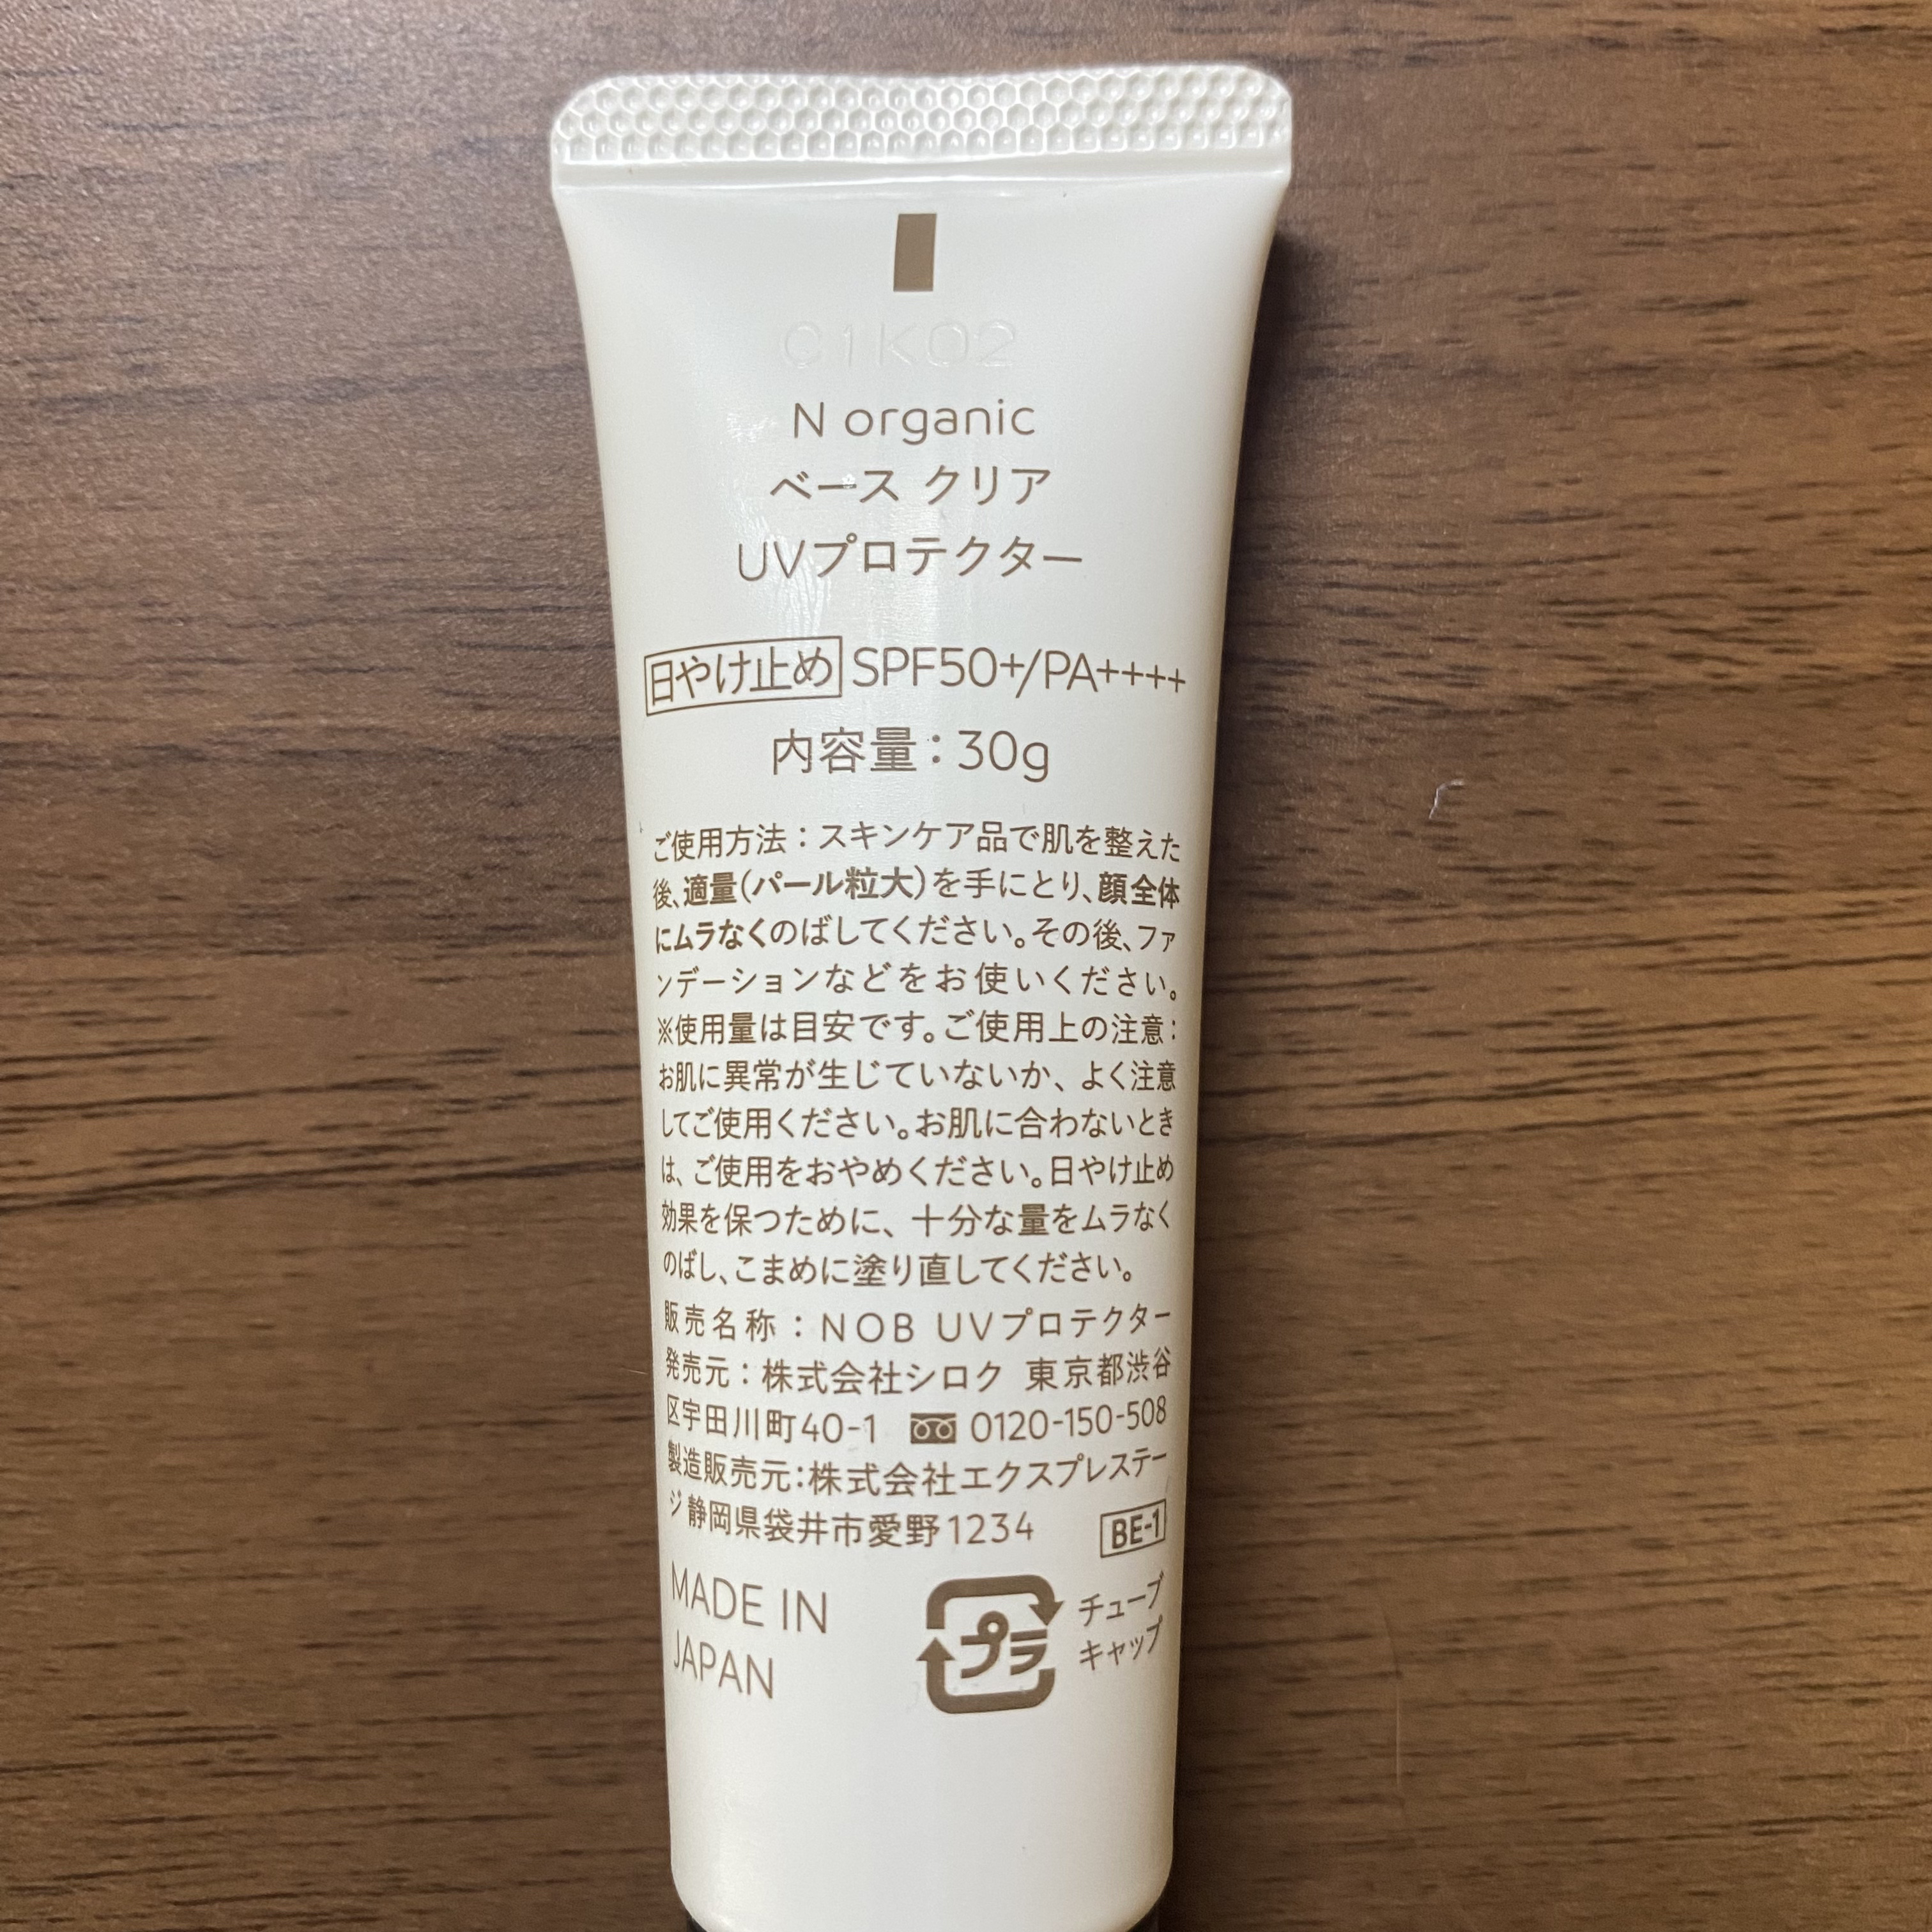 C1K02
N organic
ベース クリア
UVプロテクター
日やけ止め SPF50+/PA++++
内容量：30g
ご使用方法：スキンケア品で肌を整えた
後、適量(パール粒大)を手にとり、顔全体
にムラなくのばしてください。その後、ファ
ンデーションなどをお使いください。
※使用量は目安です。ご使用上の注意：
お肌に異常が生じていないか、よく注意
してご使用ください。お肌に合わないとき
は、ご使用をおやめください。日やけ止め
効果を保つために、十分な量をムラなく
のばし、こまめに塗り直してください。
販売名称：NOB UVプロテクター
発売元：株式会社シロク 東京都渋谷
区宇田川町40-1 0120-150-508
製造販売元：株式会社エクスプレステー
ジ 静岡県袋井市愛野1234 BE-1
MADE IN
JAPAN
プラ
チューブ
キャップ